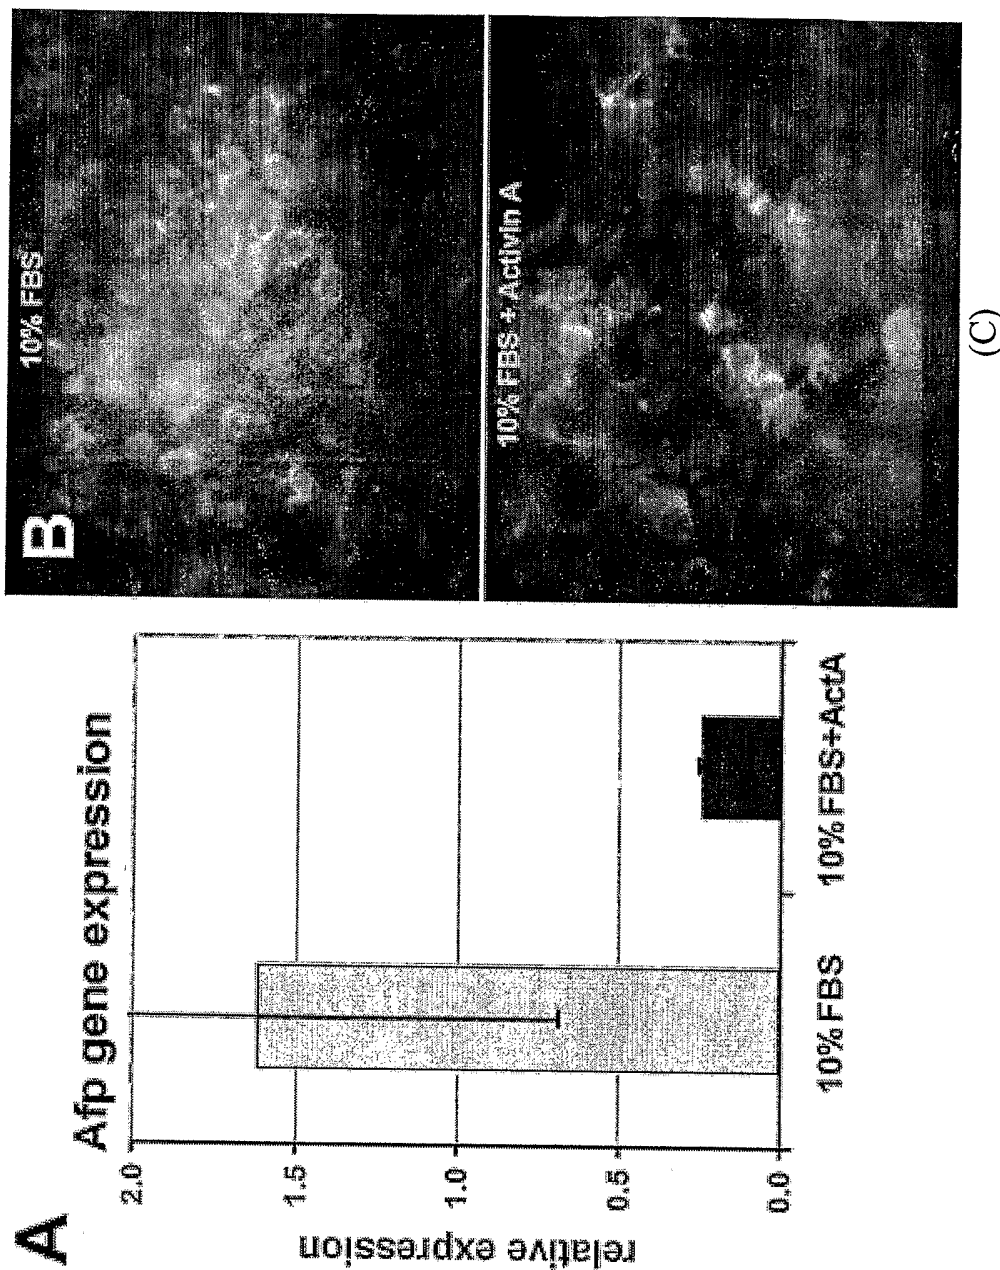 A
Afp gene expression
relative expression
2.0
1.5
1.0
0.5
0.0
10% FBS
10% FBS+ActA
B
10% FBS
10% FBS + Activin A
(C)